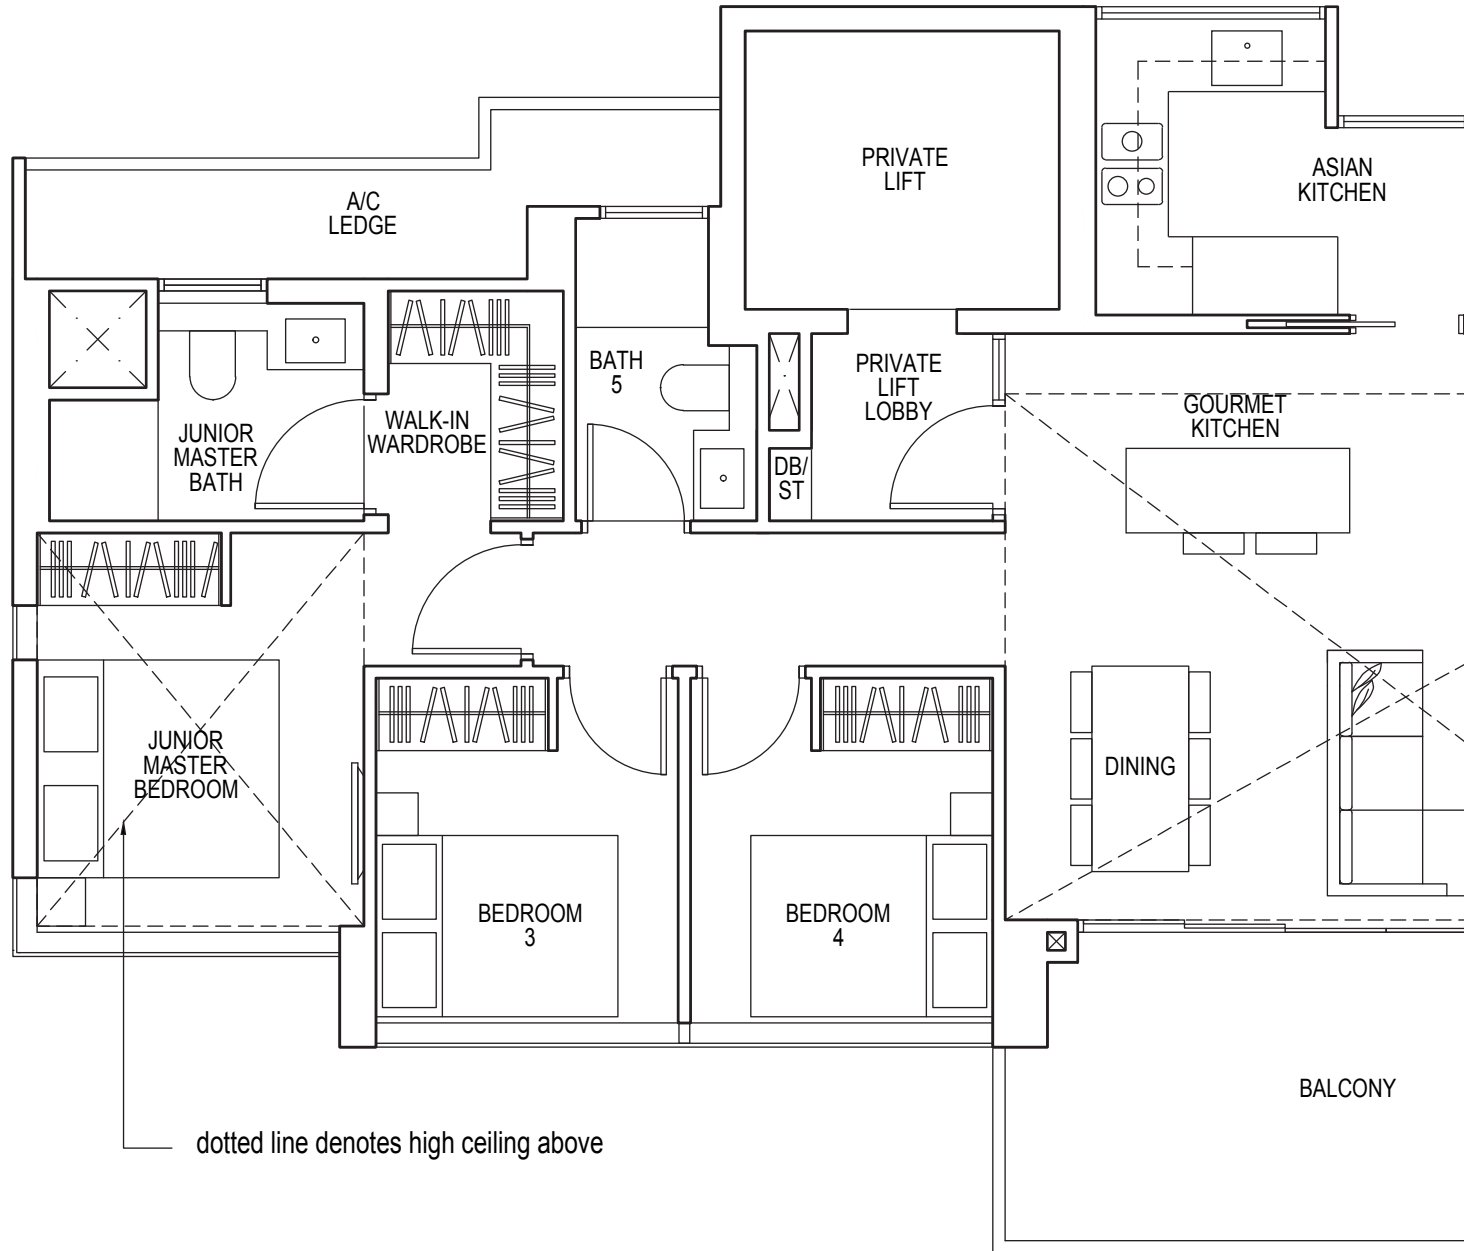 PRIVATE
LIFT
ASIAN
KITCHEN
A/C
LEDGE
BATH
5
PRIVATE
LIFT
LOBBY
GOURMET
KITCHEN
WALK-IN
WARDROBE
JUNIOR
MASTER
BATH
DB/
ST
JUNIOR
MASTER
BEDROOM
DINING
BEDROOM
3
BEDROOM
4
BALCONY
dotted line denotes high ceiling above